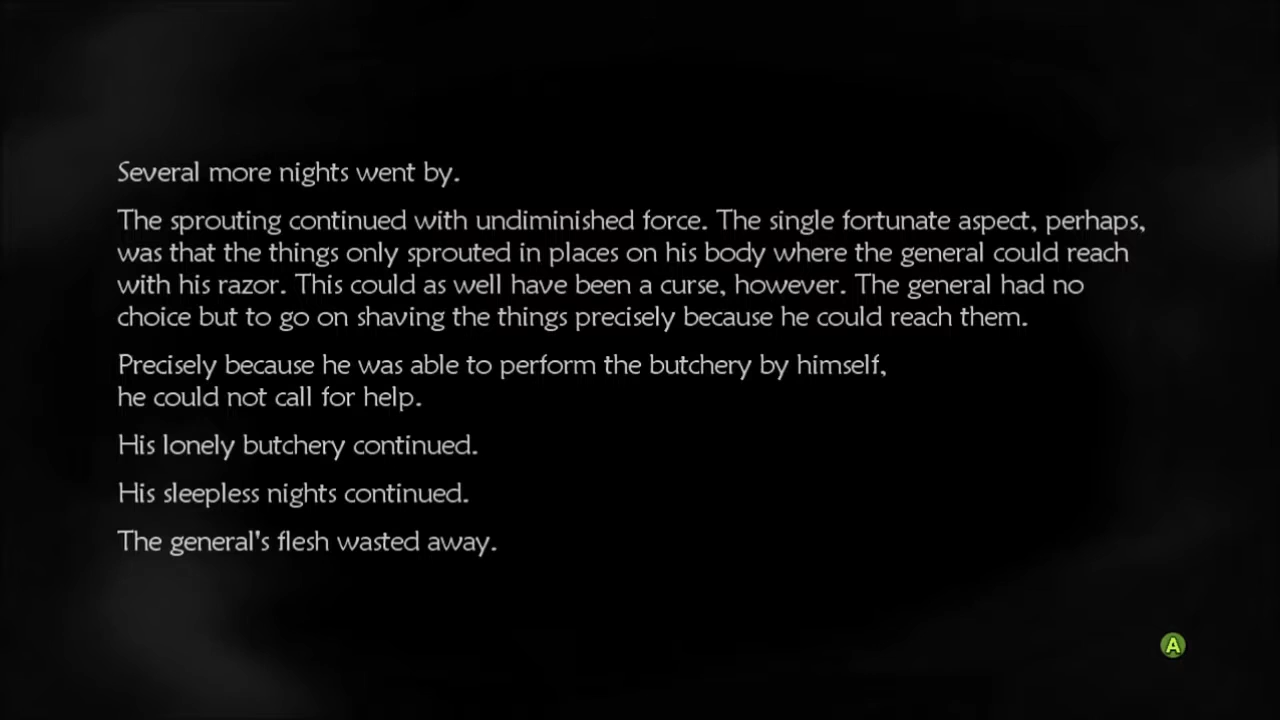 Several more nights went by.
The sprouting continued with undiminished force. The single fortunate aspect, perhaps,
was that the things only sprouted in places on his body where the general could reach
with his razor. This could as well have been a curse, however. The general had no
choice but to go on shaving the things precisely because he could reach them.
Precisely because he was able to perform the butchery by himself,
he could not call for help.
His lonely butchery continued.
His sleepless nights continued.
The general's flesh wasted away.
A